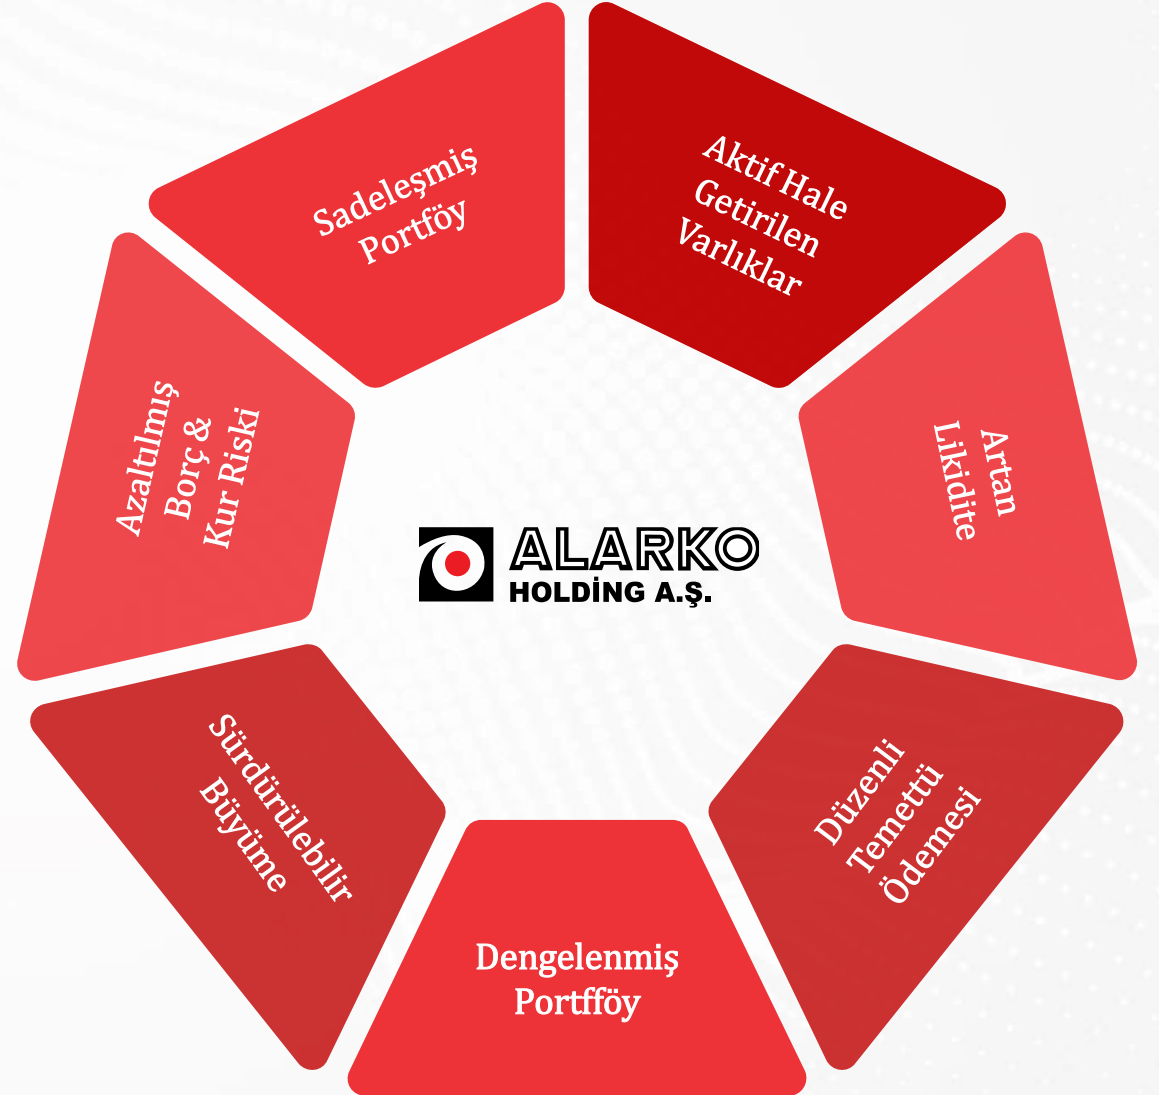 Sadeleşmiş
Portföy
Aktif Hale
Getirilen
Varlıklar
Artan
Likidite
Düzenli
Temettü
Ödemesi
Dengelenmiş
Portfföy
Sürdürülebilir
Büyüme
Azaltılmış
Borç &
Kur Riski
ALARKO
HOLDİNG A.Ş.